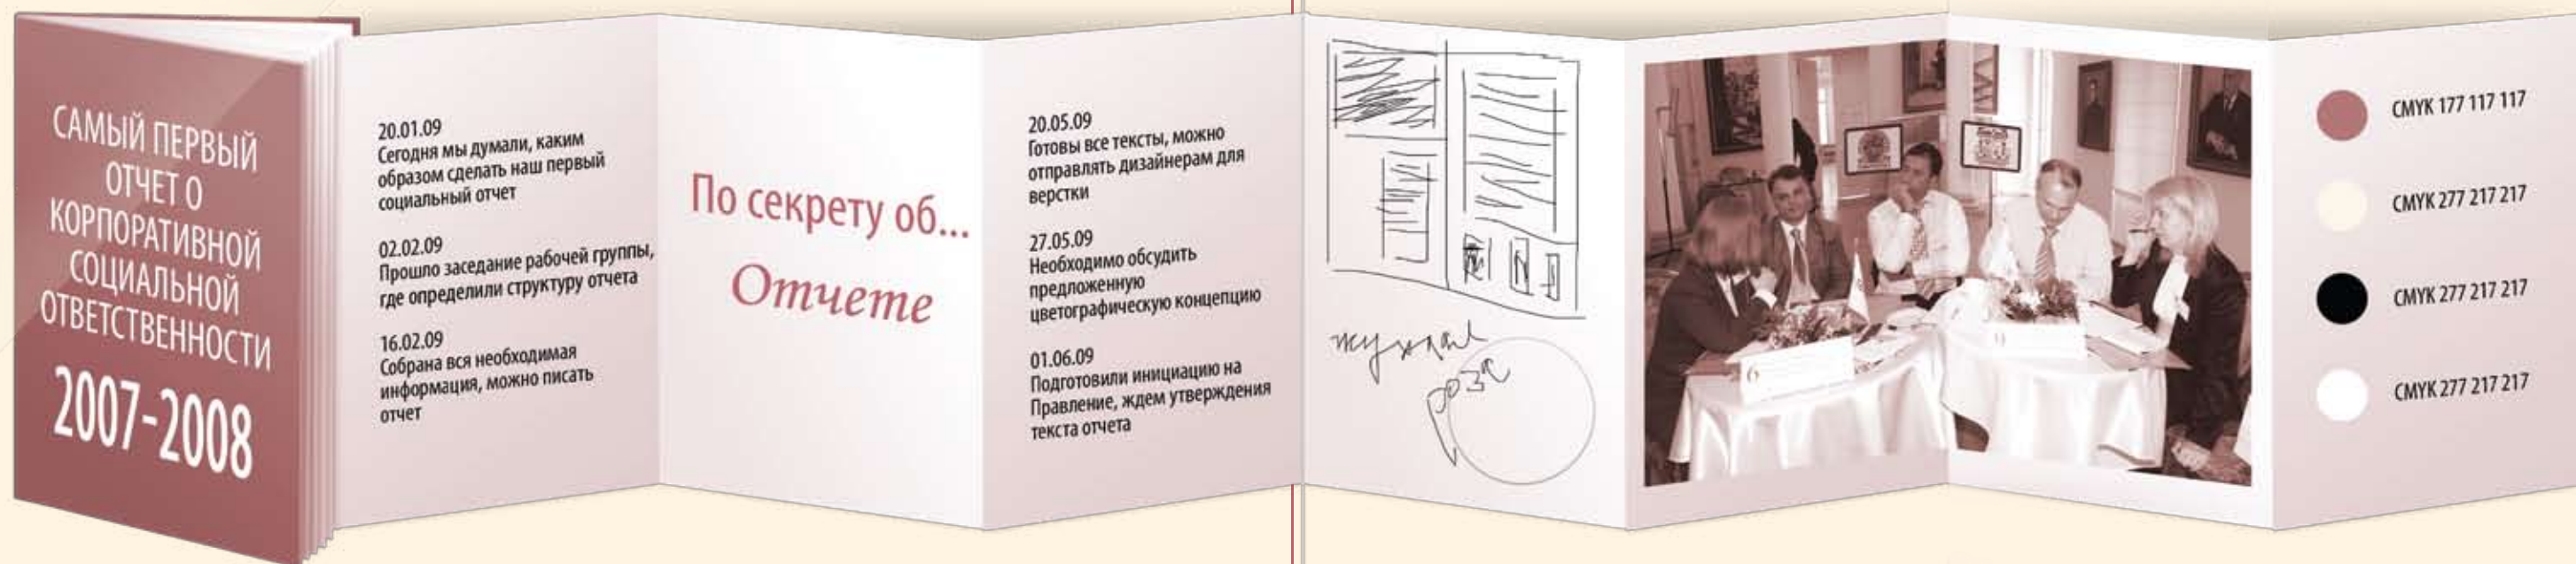 САМЫЙ ПЕРВЫЙ
ОТЧЕТ О
КОРПОРАТИВНОЙ
СОЦИАЛЬНОЙ
ОТВЕТСТВЕННОСТИ
2007-2008
20.01.09
Сегодня мы думали, каким
образом сделать наш первый
социальный отчет
02.02.09
Прошло заседание рабочей группы,
где определили структуру отчета
16.02.09
Собрана вся необходимая
информация, можно писать
отчет
По секрету об...
Отчете
20.05.09
Готовы все тексты, можно
отправлять дизайнерам для
верстки
27.05.09
Необходимо обсудить
предложенную
цветографическую концепцию
01.06.09
Подготовили инициацию на
Правление, ждем утверждения
текста отчета
роза
6
9
CMYK 177 117 117
CMYK 277 217 217
CMYK 277 217 217
CMYK 277 217 217